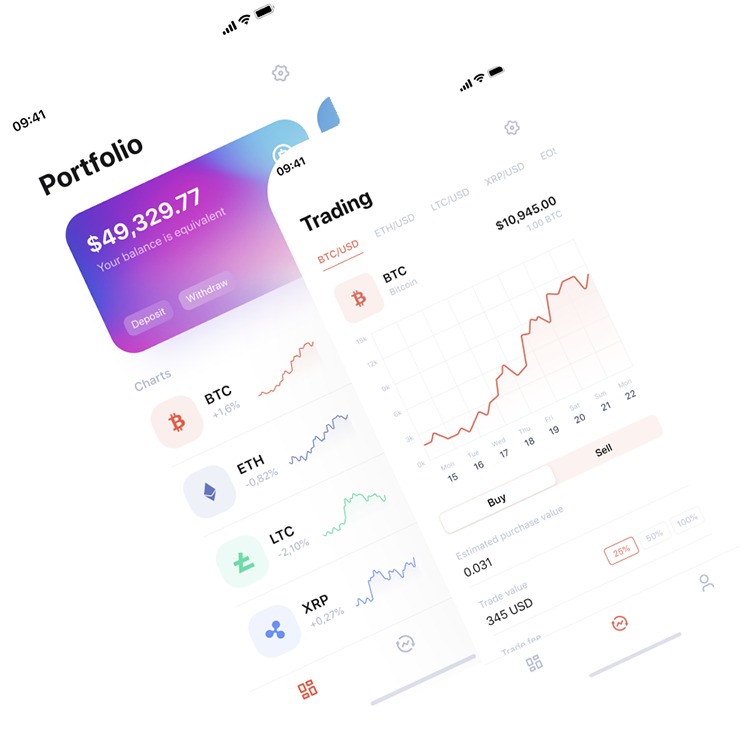 09:41
Portfolio
$49,329.77
Your balance is equivalent
Deposit
Withdraw
Charts
BTC
+1,6%
ETH
-0,82%
LTC
-2,10%
XRP
+0,27%
09:41
Trading
BTC/USD
ETH/USD
LTC/USD
XRP/USD
BTC
Bitcoin
$10,945.00
1.00 BTC
15k
12k
9k
6k
3k
0k
Mon Tue Wed Thu Fri Sat Sun Mon
15 16 17 18 19 20 21 22
Buy
Sell
Estimated purchase value
0.031
25% 50% 100%
Trade value
345 USD